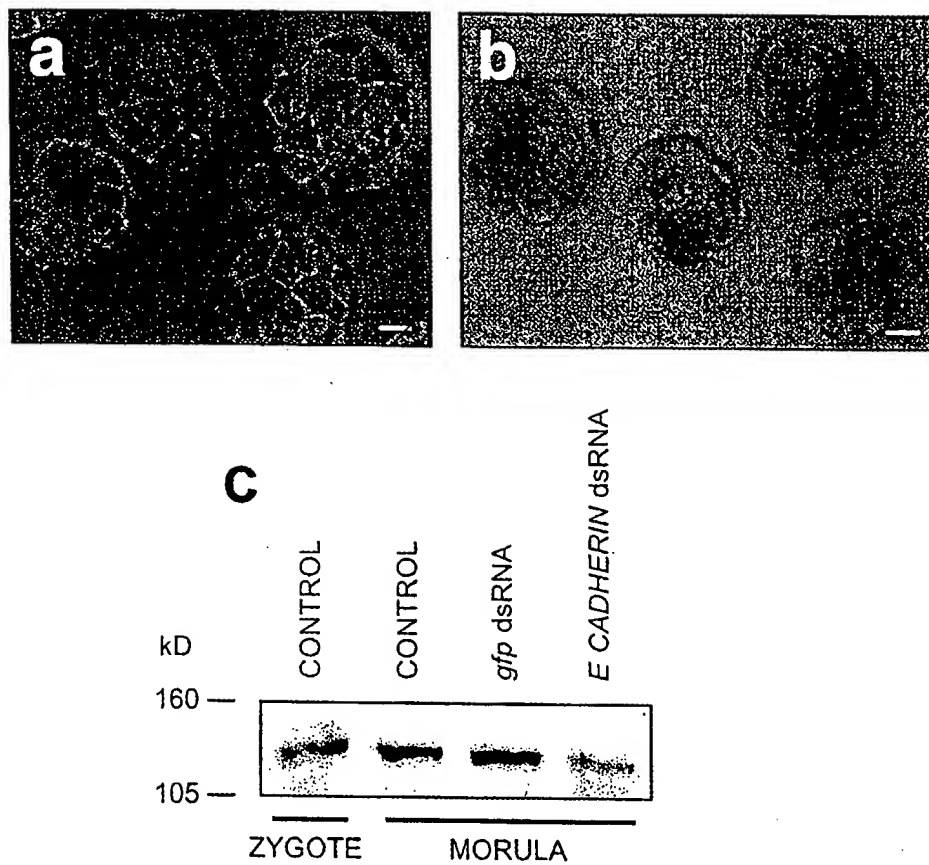 a
b
c
kD
CONTROL
CONTROL
gfp dsRNA
E CADHERIN dsRNA
160
105
ZYGOTE
MORULA